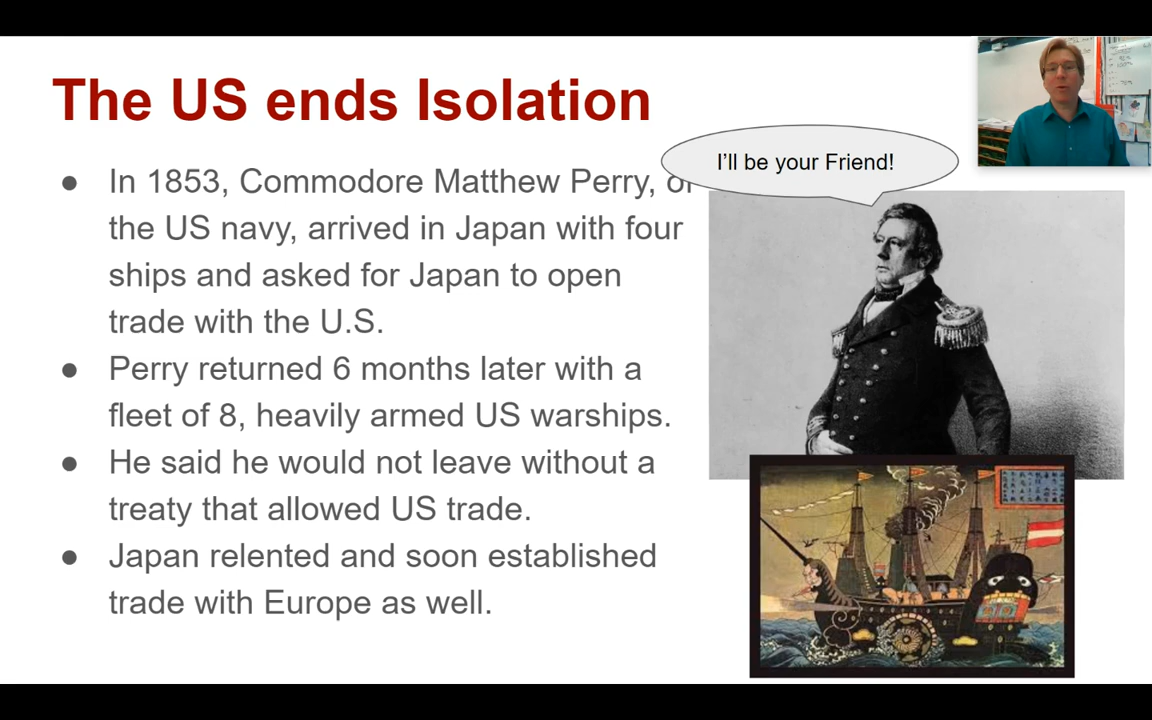 The US ends Isolation
I'll be your Friend!
● In 1853, Commodore Matthew Perry, of
the US navy, arrived in Japan with four
ships and asked for Japan to open
trade with the U.S.
● Perry returned 6 months later with a
fleet of 8, heavily armed US warships.
● He said he would not leave without a
treaty that allowed US trade.
● Japan relented and soon established
trade with Europe as well.